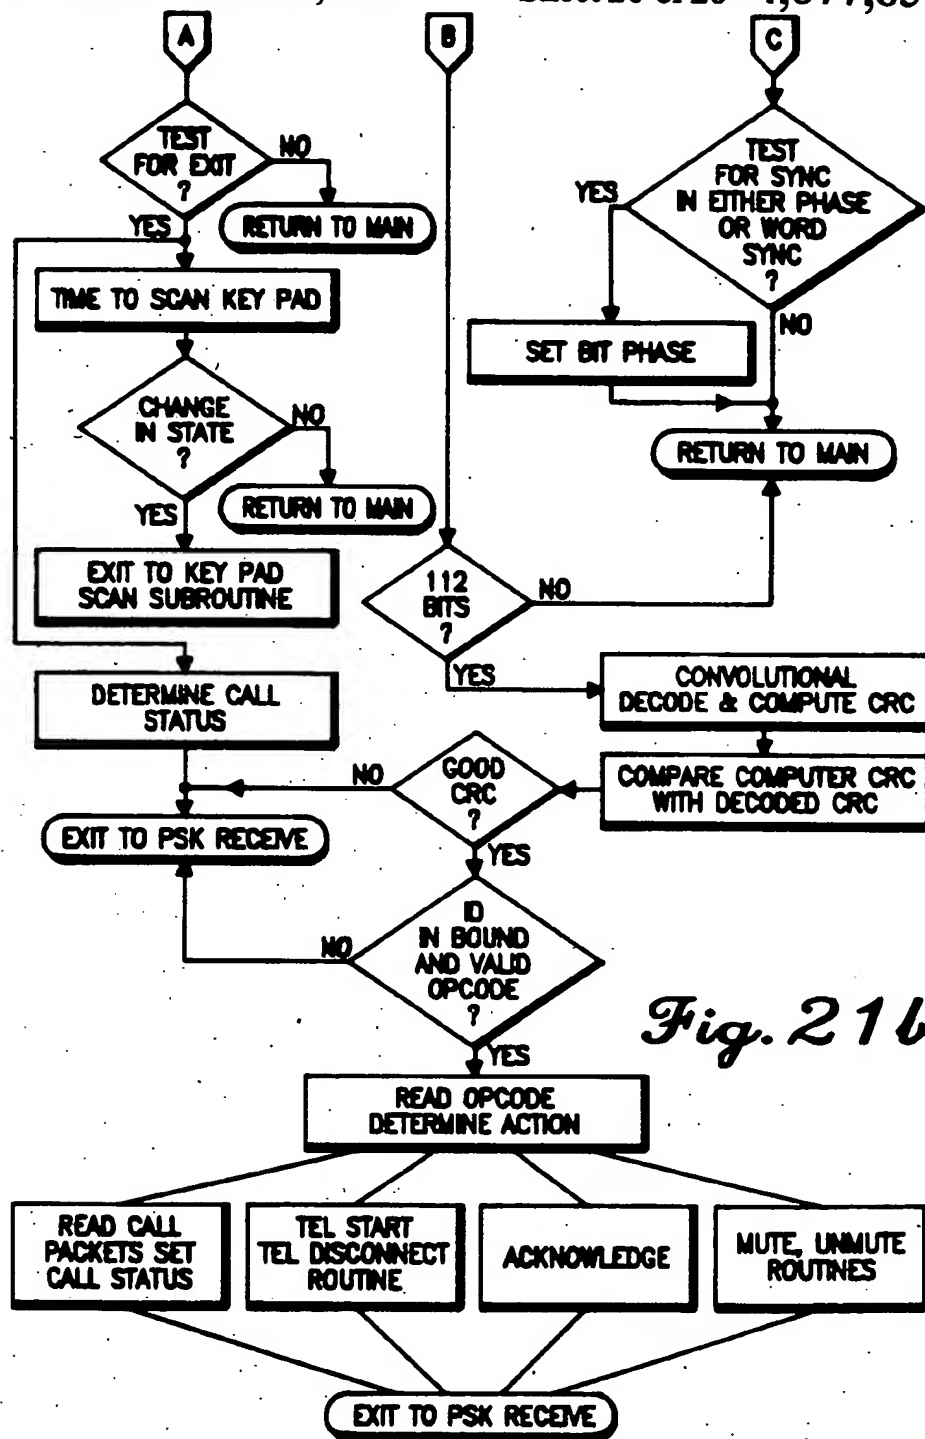 A
B
C
TEST
FOR EXIT
?
NO
YES
RETURN TO MAIN
TIME TO SCAN KEY PAD
CHANGE
IN STATE
?
NO
YES
RETURN TO MAIN
EXIT TO KEY PAD
SCAN SUBROUTINE
DETERMINE CALL
STATUS
EXIT TO PSK RECEIVE
TEST
FOR SYNC
IN EITHER PHASE
OR WORD
SYNC
?
YES
NO
SET BIT PHASE
RETURN TO MAIN
112
BITS
?
NO
YES
CONVOLUTIONAL
DECODE & COMPUTE CRC
COMPARE COMPUTER CRC
WITH DECODED CRC
GOOD
CRC
?
NO
YES
ID
IN BOUND
AND VALID
OPCODE
?
NO
YES
Fig. 21b
READ OPCODE
DETERMINE ACTION
READ CALL
PACKETS SET
CALL STATUS
TEL START
TEL DISCONNECT
ROUTINE
ACKNOWLEDGE
MUTE, UNMUTE
ROUTINES
EXIT TO PSK RECEIVE